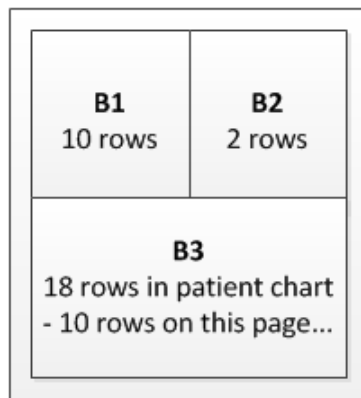 B1
10 rows
B2
2 rows
B3
18 rows in patient chart
- 10 rows on this page...